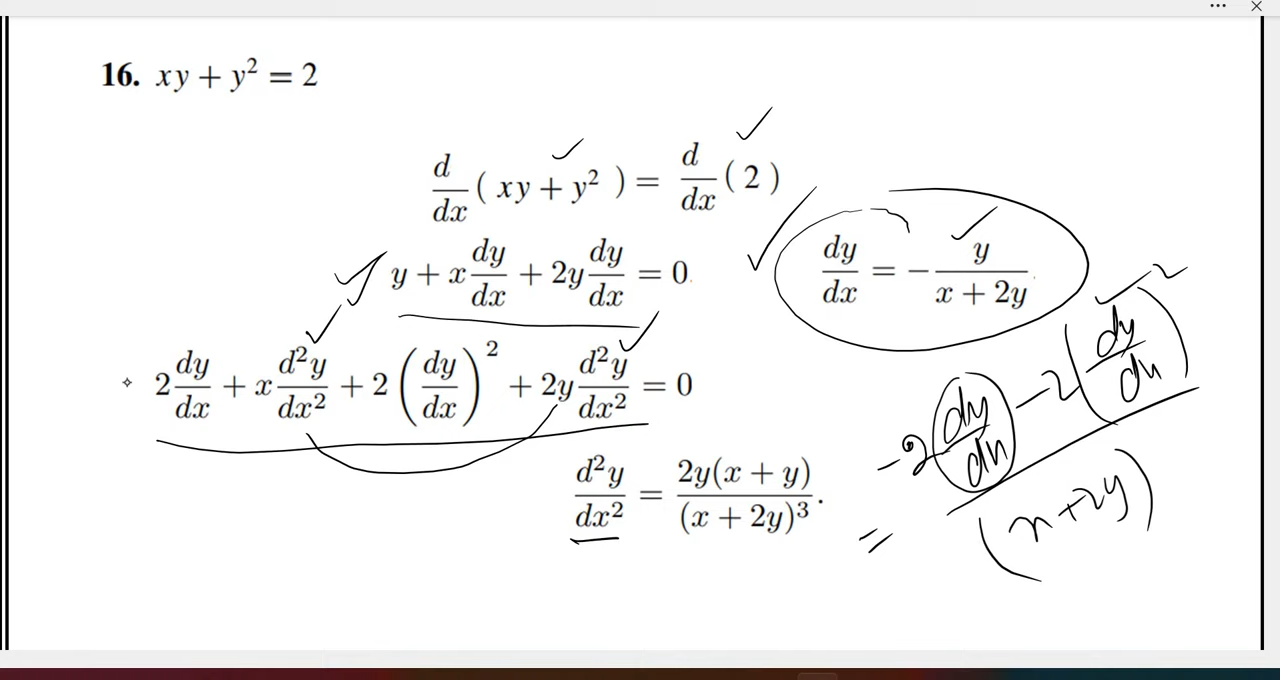 16. xy + y² = 2
d/dx ( xy + y² ) = d/dx ( 2 )
y + x dy/dx + 2y dy/dx = 0.
dy/dx = − y/(x + 2y).
2 dy/dx + x d²y/dx² + 2 (dy/dx)² + 2y d²y/dx² = 0
d²y/dx² = 2y(x + y)/(x + 2y)³.
= (−2 (dy/dx) − 2 (dy/dx)²)/(x + 2y)